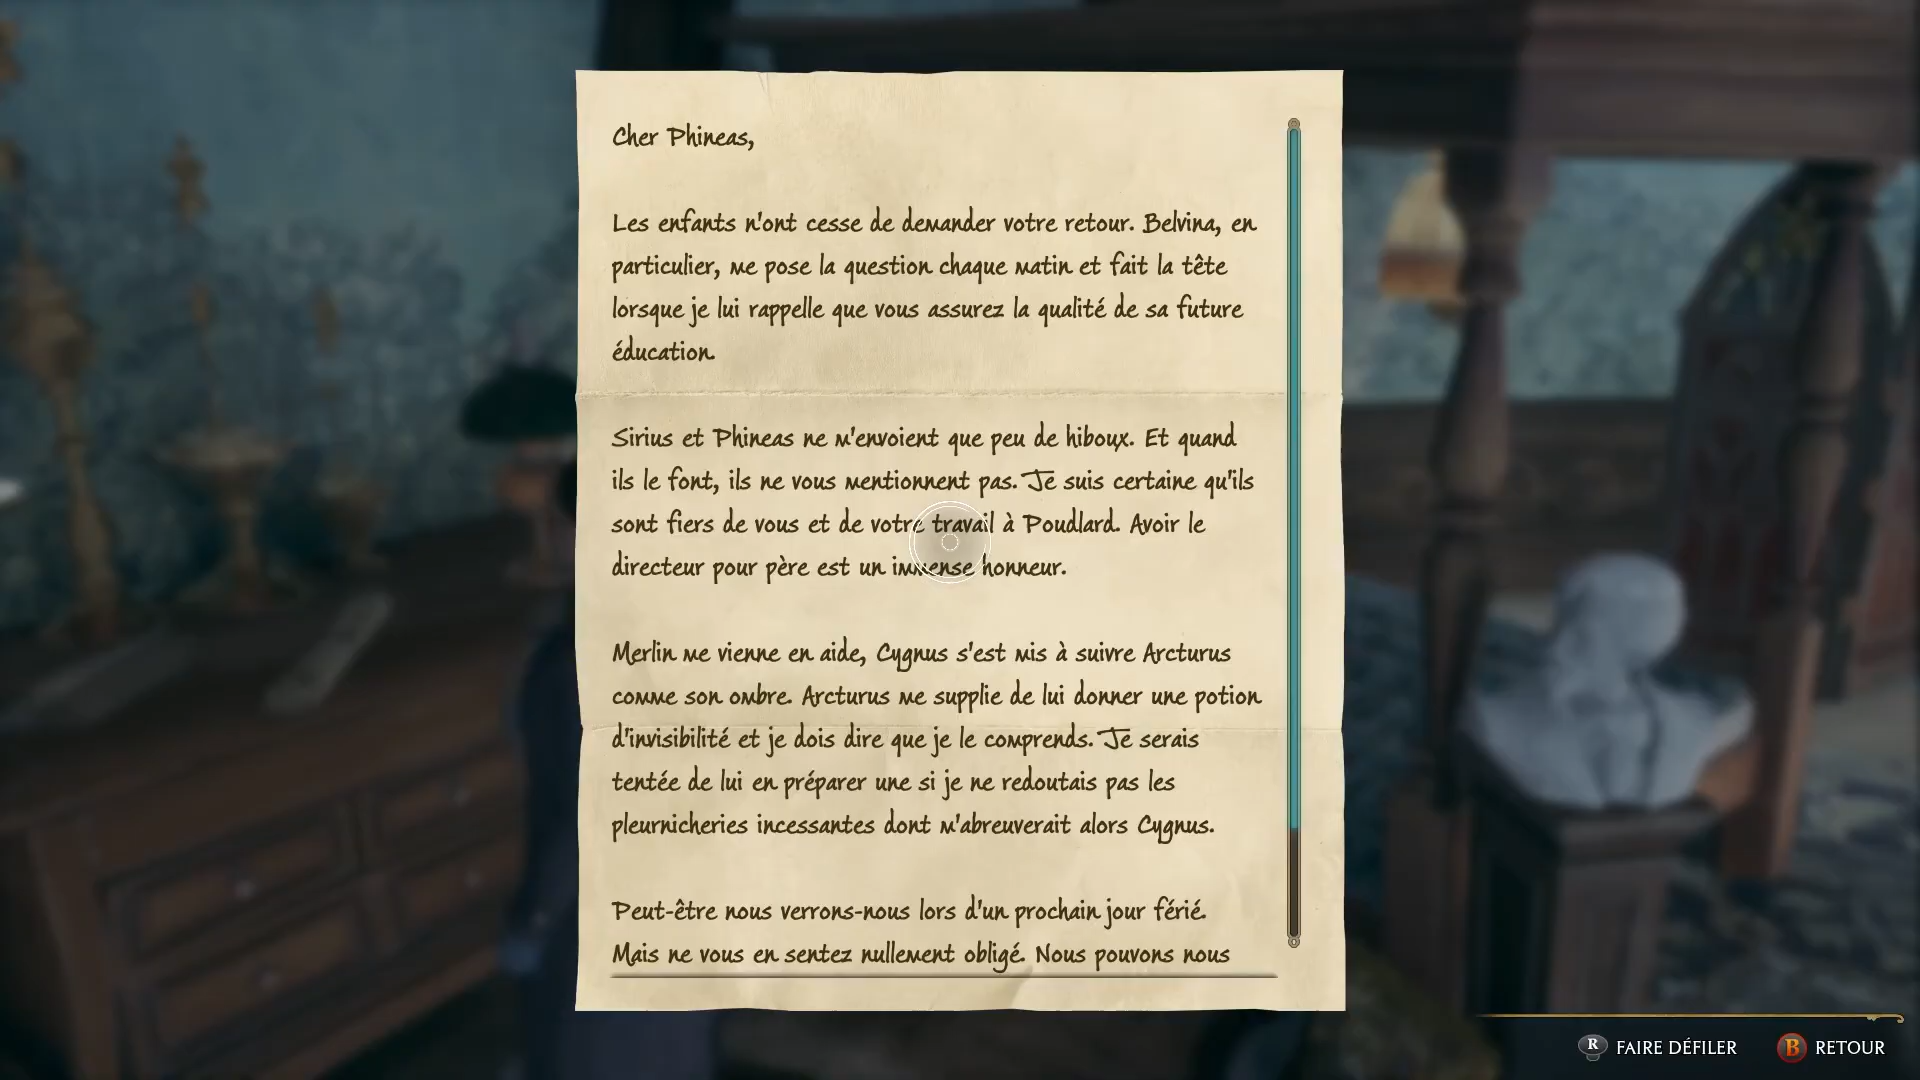 Cher Phineas,
Les enfants n'ont cesse de demander votre retour. Belvina, en
particulier, me pose la question chaque matin et fait la tête
lorsque je lui rappelle que vous assurez la qualité de sa future
éducation.
Sirius et Phineas ne m'envoient que peu de hiboux. Et quand
ils le font, ils ne vous mentionnent pas. Je suis certaine qu'ils
sont fiers de vous et de votre travail à Poudlard. Avoir le
directeur pour père est un immense honneur.
Merlin me vienne en aide, Cygnus s'est mis à suivre Arcturus
comme son ombre. Arcturus me supplie de lui donner une potion
d'invisibilité et je dois dire que je le comprends. Je serais
tentée de lui en préparer une si je ne redoutais pas les
pleurnicheries incessantes dont m'abreuverait alors Cygnus.
Peut-être nous verrons-nous lors d'un prochain jour férié.
Mais ne vous en sentez nullement obligé. Nous pouvons nous
R FAIRE DÉFILER B RETOUR